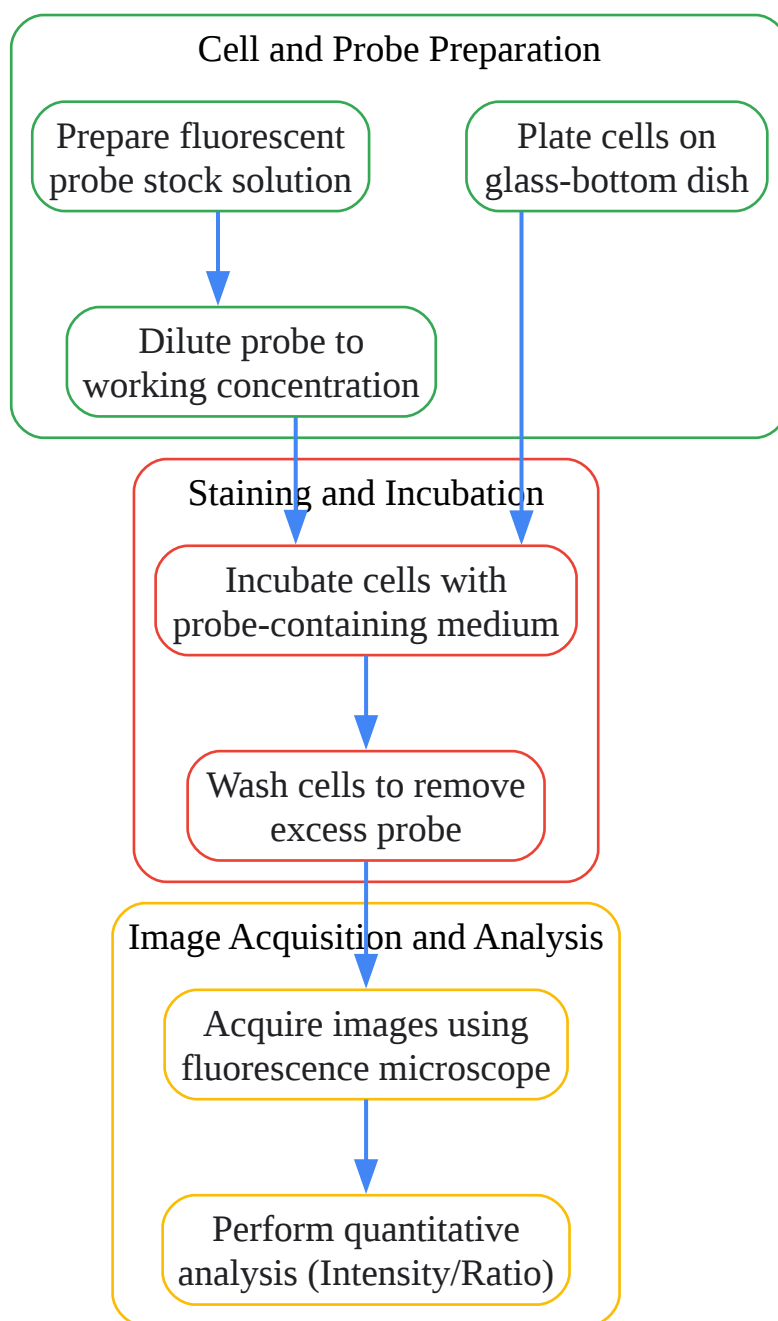 Cell and Probe Preparation
Prepare fluorescent
probe stock solution
Plate cells on
glass-bottom dish
Dilute probe to
working concentration
Staining and Incubation
Incubate cells with
probe-containing medium
Wash cells to remove
excess probe
Image Acquisition and Analysis
Acquire images using
fluorescence microscope
Perform quantitative
analysis (Intensity/Ratio)